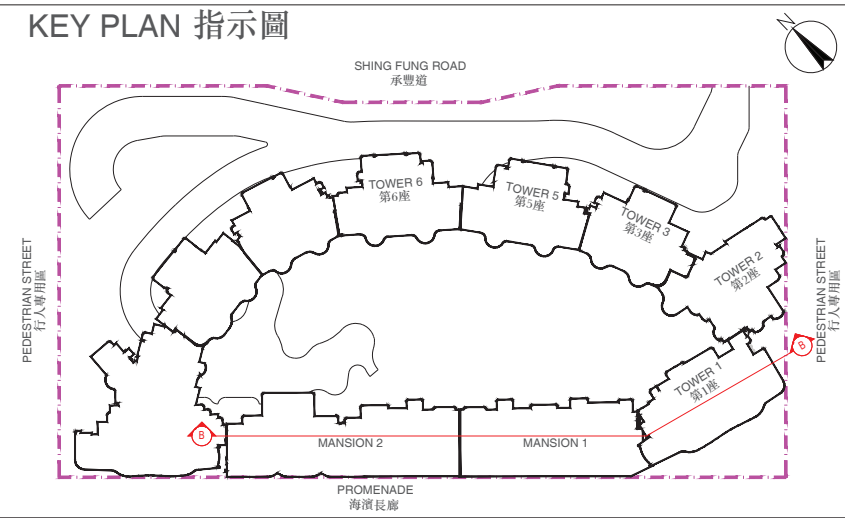 KEY PLAN 指示圖
N
SHING FUNG ROAD
承豐道
TOWER 6
第6座
TOWER 5
第5座
TOWER 3
第3座
TOWER 2
第2座
PEDESTRIAN STREET
行人專用區
PEDESTRIAN STREET
行人專用區
B
TOWER 1
第1座
B
MANSION 2
MANSION 1
PROMENADE
海濱長廊